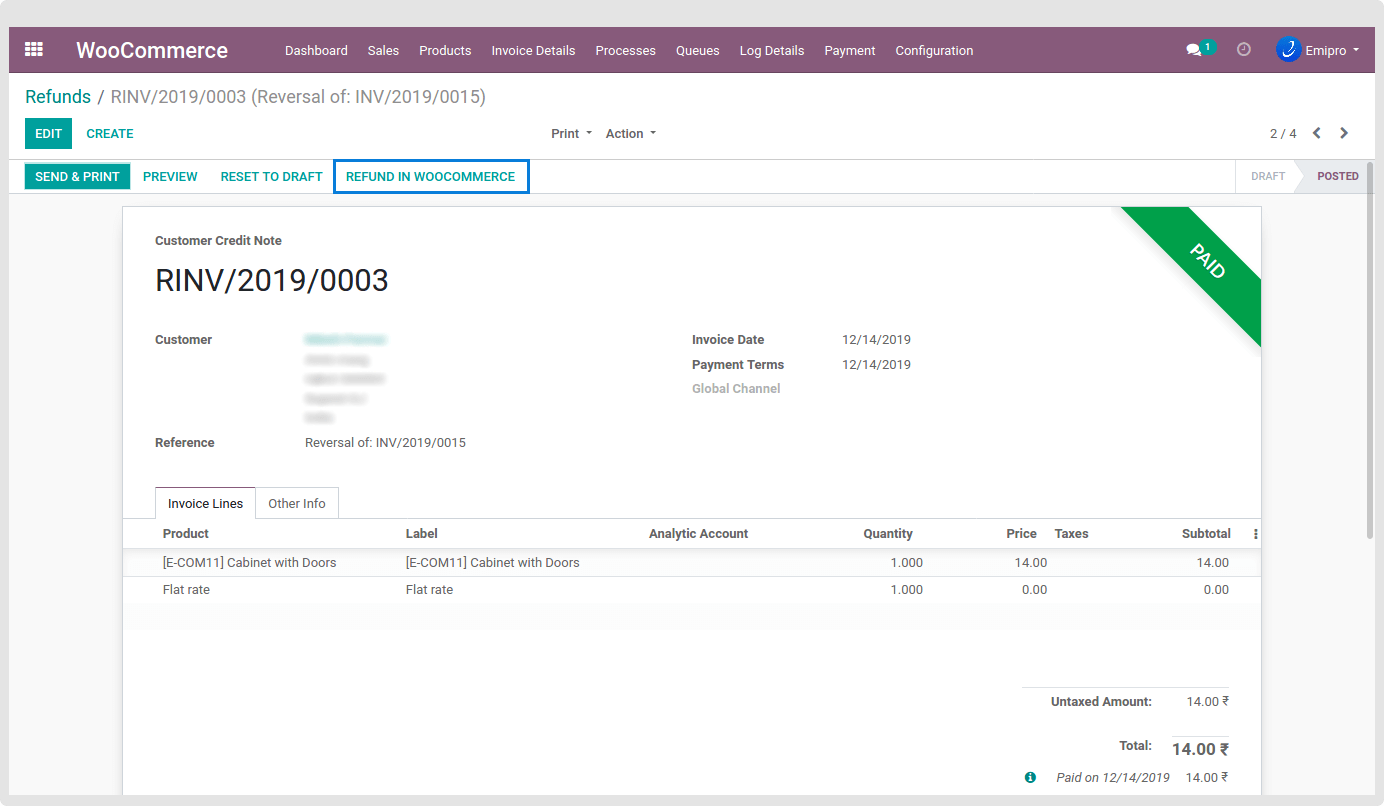 WooCommerce Dashboard Sales Products Invoice Details Processes Queues Log Details Payment Configuration 1 Emipro
Refunds / RINV/2019/0003 (Reversal of: INV/2019/0015)
EDIT CREATE Print Action 2 / 4
SEND & PRINT PREVIEW RESET TO DRAFT REFUND IN WOOCOMMERCE DRAFT POSTED
PAID
Customer Credit Note
RINV/2019/0003
Customer Invoice Date 12/14/2019
Payment Terms 12/14/2019
Global Channel
Reference Reversal of: INV/2019/0015
Invoice Lines Other Info
Product Label Analytic Account Quantity Price Taxes Subtotal
[E-COM11] Cabinet with Doors [E-COM11] Cabinet with Doors 1.000 14.00 14.00
Flat rate Flat rate 1.000 0.00 0.00
Untaxed Amount: 14.00 ₹
Total: 14.00 ₹
Paid on 12/14/2019 14.00 ₹